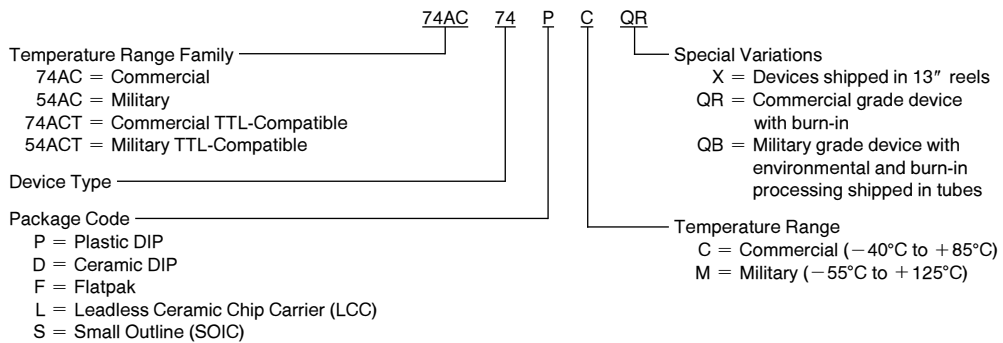 74AC 74 P C QR
Temperature Range Family
74AC = Commercial
54AC = Military
74ACT = Commercial TTL-Compatible
54ACT = Military TTL-Compatible
Device Type
Package Code
P = Plastic DIP
D = Ceramic DIP
F = Flatpak
L = Leadless Ceramic Chip Carrier (LCC)
S = Small Outline (SOIC)
Special Variations
X = Devices shipped in 13″ reels
QR = Commercial grade device
with burn-in
QB = Military grade device with
environmental and burn-in
processing shipped in tubes
Temperature Range
C = Commercial (−40°C to +85°C)
M = Military (−55°C to +125°C)